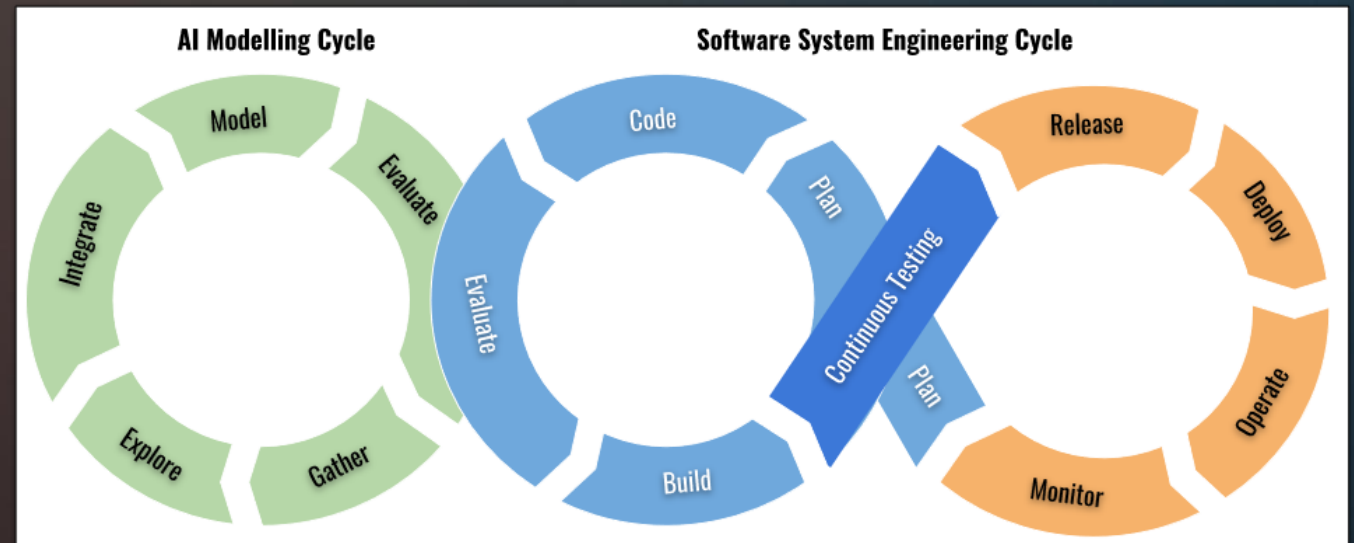 AI Modelling Cycle
Software System Engineering Cycle
Model
Evaluate
Integrate
Explore
Gather
Code
Plan
Evaluate
Build
Continuous Testing
Plan
Release
Deploy
Operate
Monitor